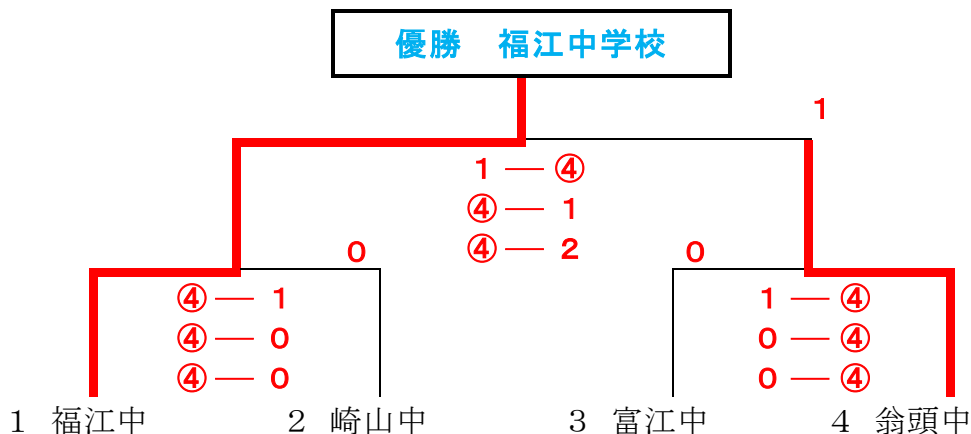 優勝　福江中学校
1
1 — ④
④ — 1
④ — 2
0
0
④ — 1
④ — 0
④ — 0
1 — ④
0 — ④
0 — ④
1 福江中
2 崎山中
3 富江中
4 翁頭中